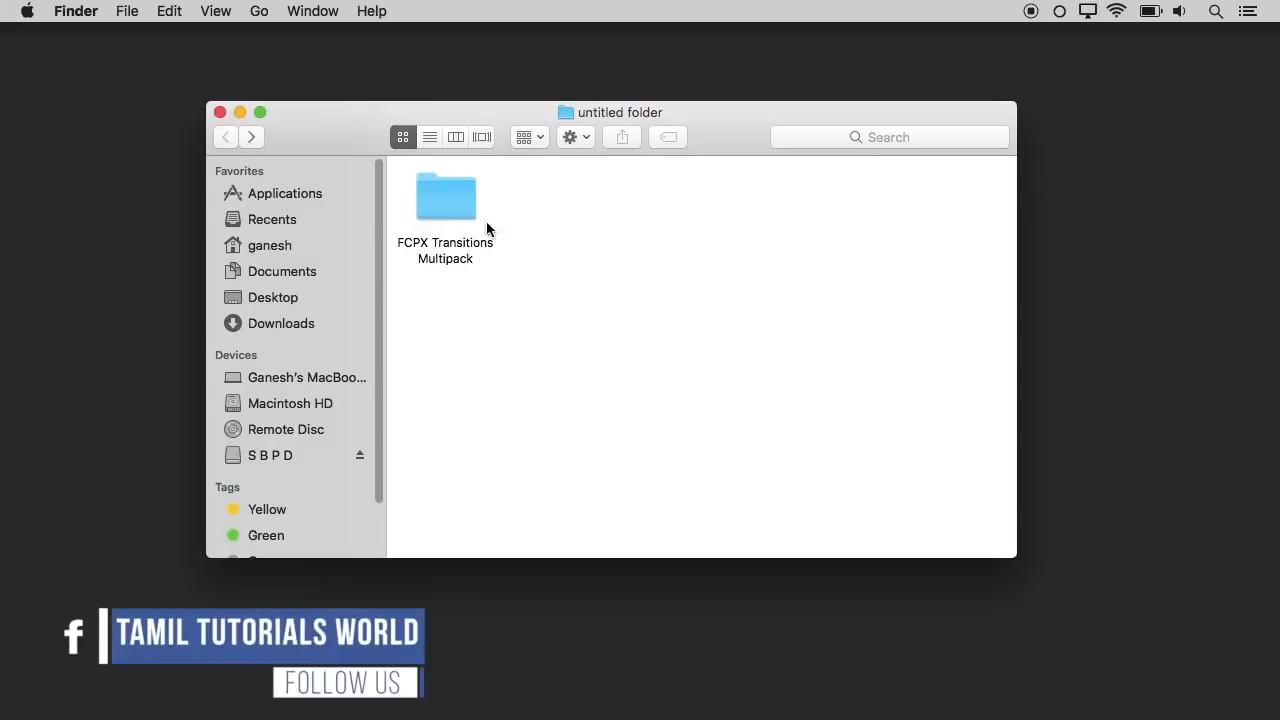 Finder File Edit View Go Window Help
untitled folder
Search
Favorites
Applications
Recents
ganesh
Documents
Desktop
Downloads
Devices
Ganesh's MacBoo...
Macintosh HD
Remote Disc
S B P D
Tags
Yellow
Green
FCPX Transitions
Multipack
f TAMIL TUTORIALS WORLD
FOLLOW US